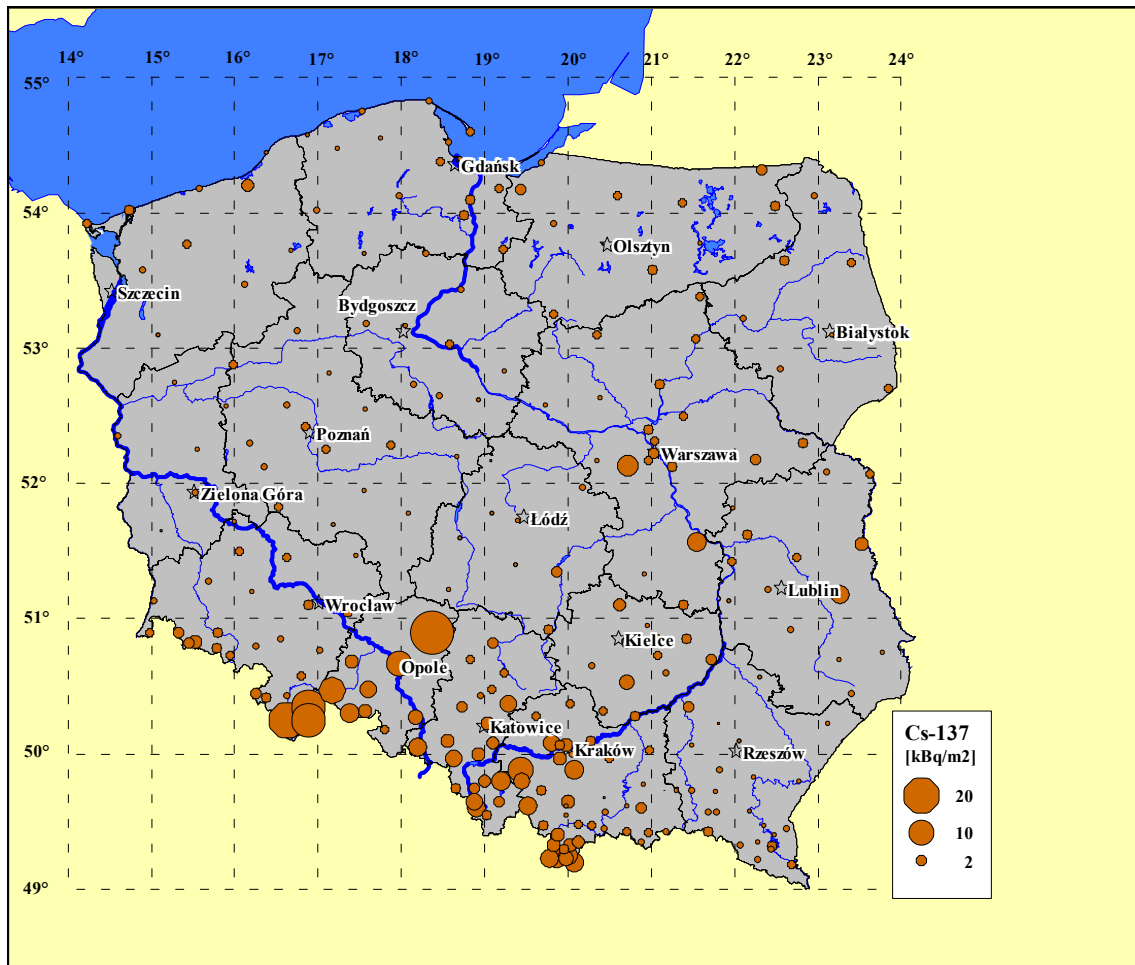 14° 15° 16° 17° 18° 19° 20° 21° 22° 23° 24°
55°
Gdańsk
54°
Olsztyn
Szczecin
Bydgoszcz
Bialystok
53°
Poznań
Warszawa
52°
Zielona Góra
Łódź
Lublin
Wrocław
51°
Kielce
Opole
Katowice
50°
Kraków
Rzeszów
49°
Cs-137
[kBq/m2]
20
10
2